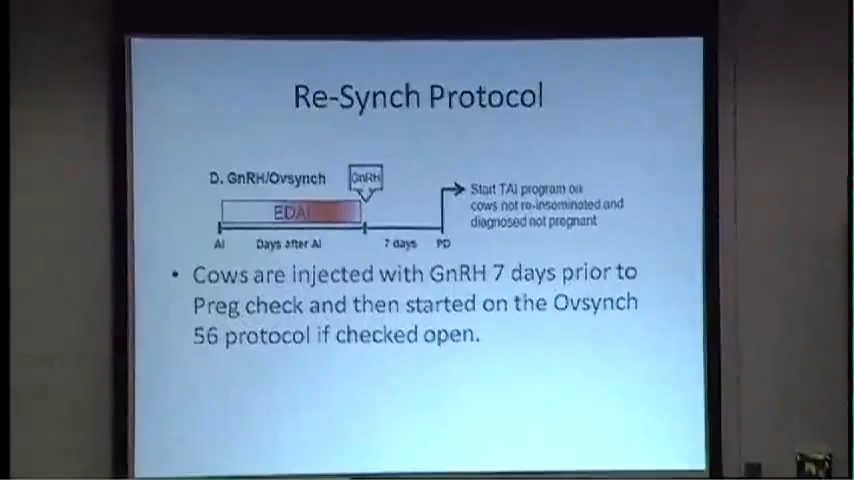 Re-Synch Protocol
D. GnRH/Ovsynch
GnRH
EDAI
Start TAI program on
cows not re-inseminated and
diagnosed not pregnant
AI Days after AI 7 days PD
• Cows are injected with GnRH 7 days prior to
Preg check and then started on the Ovsynch
56 protocol if checked open.